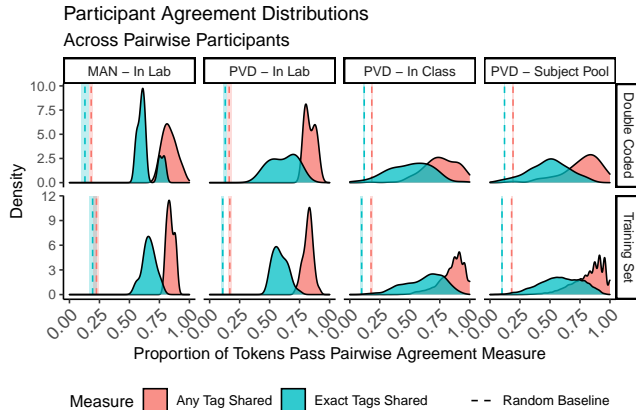 Participant Agreement Distributions
Across Pairwise Participants
MAN – In Lab
PVD – In Lab
PVD – In Class
PVD – Subject Pool
Density
10.0
7.5
5.0
2.5
0.0
Double Coded
12
9
6
3
0
Training Set
0.00 0.25 0.50 0.75 1.00
0.00 0.25 0.50 0.75 1.00
0.00 0.25 0.50 0.75 1.00
0.00 0.25 0.50 0.75 1.00
Proportion of Tokens Pass Pairwise Agreement Measure
Measure Any Tag Shared Exact Tags Shared Random Baseline